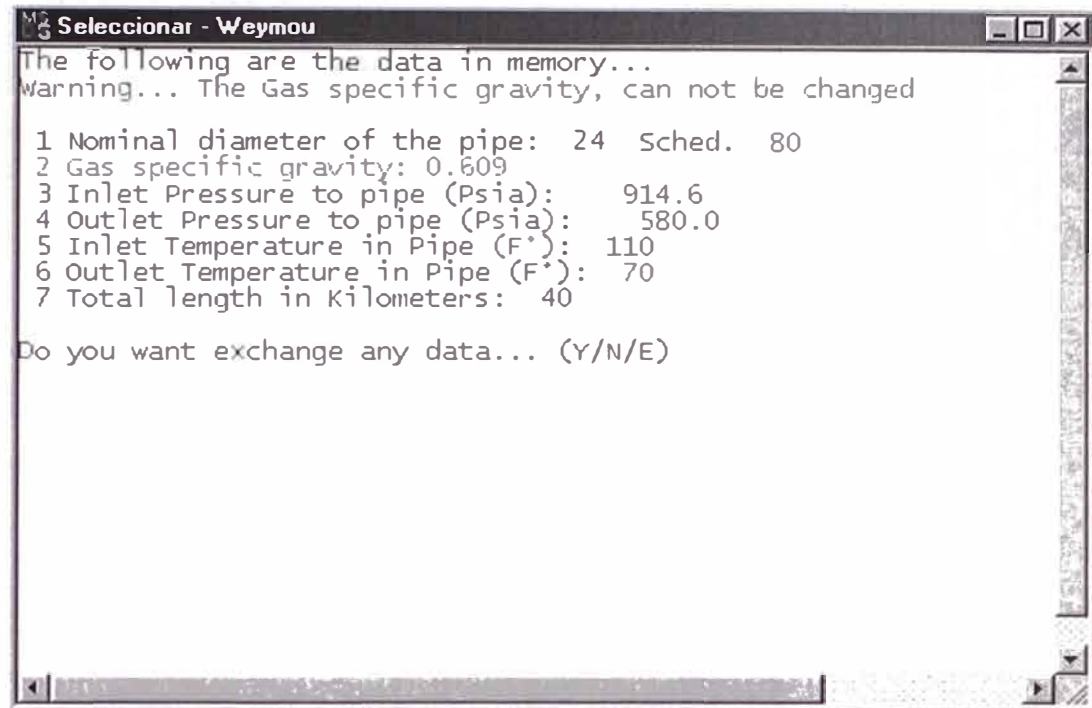 Seleccionar - Weymou
The following are the data in memory...
Warning... The Gas specific gravity, can not be changed
1 Nominal diameter of the pipe: 24 Sched. 80
2 Gas specific gravity: 0.609
3 Inlet Pressure to pipe (Psia): 914.6
4 Outlet Pressure to pipe (Psia): 580.0
5 Inlet Temperature in Pipe (F°): 110
6 Outlet Temperature in Pipe (F°): 70
7 Total length in Kilometers: 40
Do you want exchange any data... (Y/N/E)